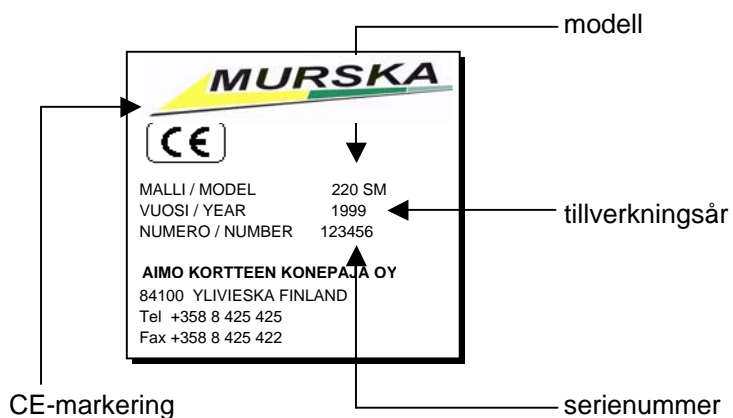 modell
MURSKA
CE
MALLI / MODEL 220 SM
VUOSI / YEAR 1999
tillverkningsår
NUMERO / NUMBER 123456
AIMO KORTTEEN KONEPAJA OY
84100 YLIVIESKA FINLAND
Tel +358 8 425 425
Fax +358 8 425 422
CE-markering
serienummer